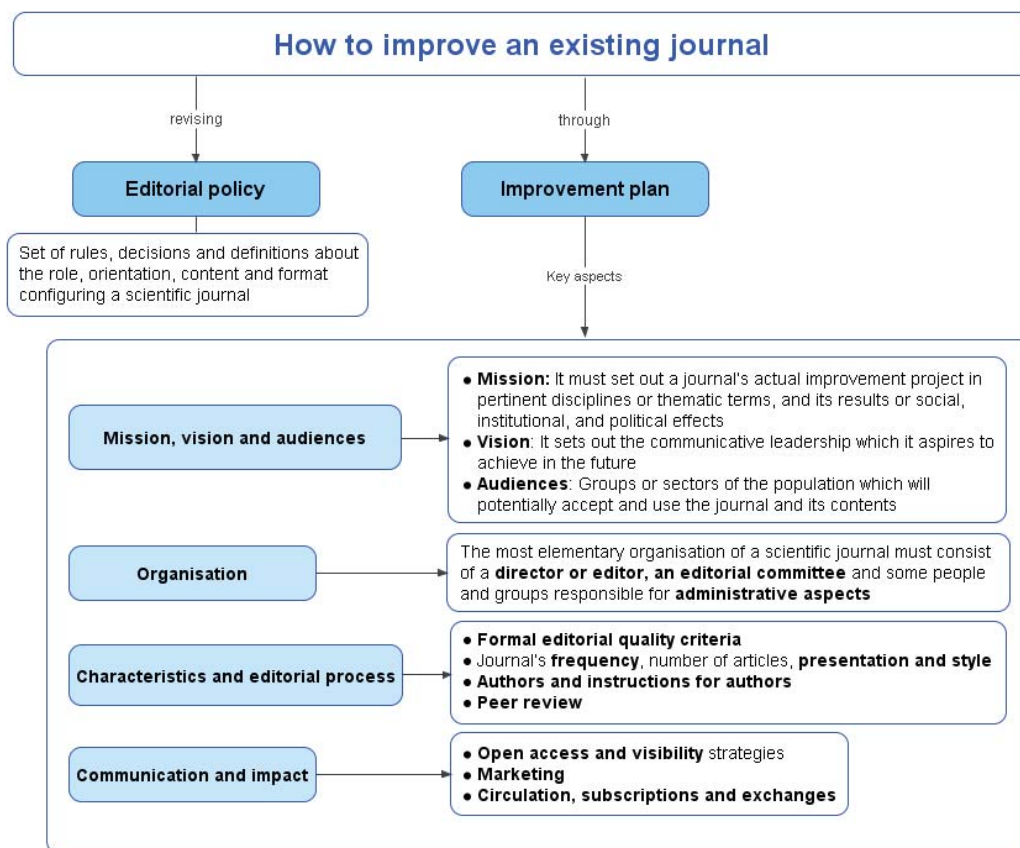 How to improve an existing journal
revising
through
Editorial policy
Improvement plan
Set of rules, decisions and definitions about
the role, orientation, content and format
configuring a scientific journal
Key aspects
Mission, vision and audiences
● Mission: It must set out a journal's actual improvement project in
pertinent disciplines or thematic terms, and its results or social,
institutional, and political effects
● Vision: It sets out the communicative leadership which it aspires to
achieve in the future
● Audiences: Groups or sectors of the population which will
potentially accept and use the journal and its contents
Organisation
The most elementary organisation of a scientific journal must consist
of a director or editor, an editorial committee and some people
and groups responsible for administrative aspects
Characteristics and editorial process
● Formal editorial quality criteria
● Journal's frequency, number of articles, presentation and style
● Authors and instructions for authors
● Peer review
Communication and impact
● Open access and visibility strategies
● Marketing
● Circulation, subscriptions and exchanges